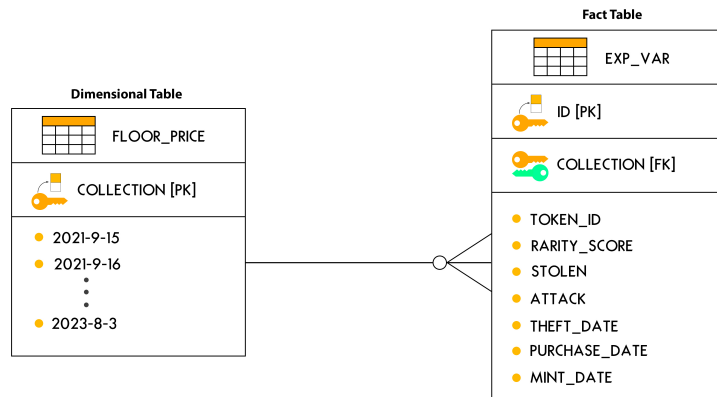 Dimensional Table
FLOOR_PRICE
COLLECTION [PK]
2021-9-15
2021-9-16
2023-8-3
Fact Table
EXP_VAR
ID [PK]
COLLECTION [FK]
TOKEN_ID
RARITY_SCORE
STOLEN
ATTACK
THEFT_DATE
PURCHASE_DATE
MINT_DATE